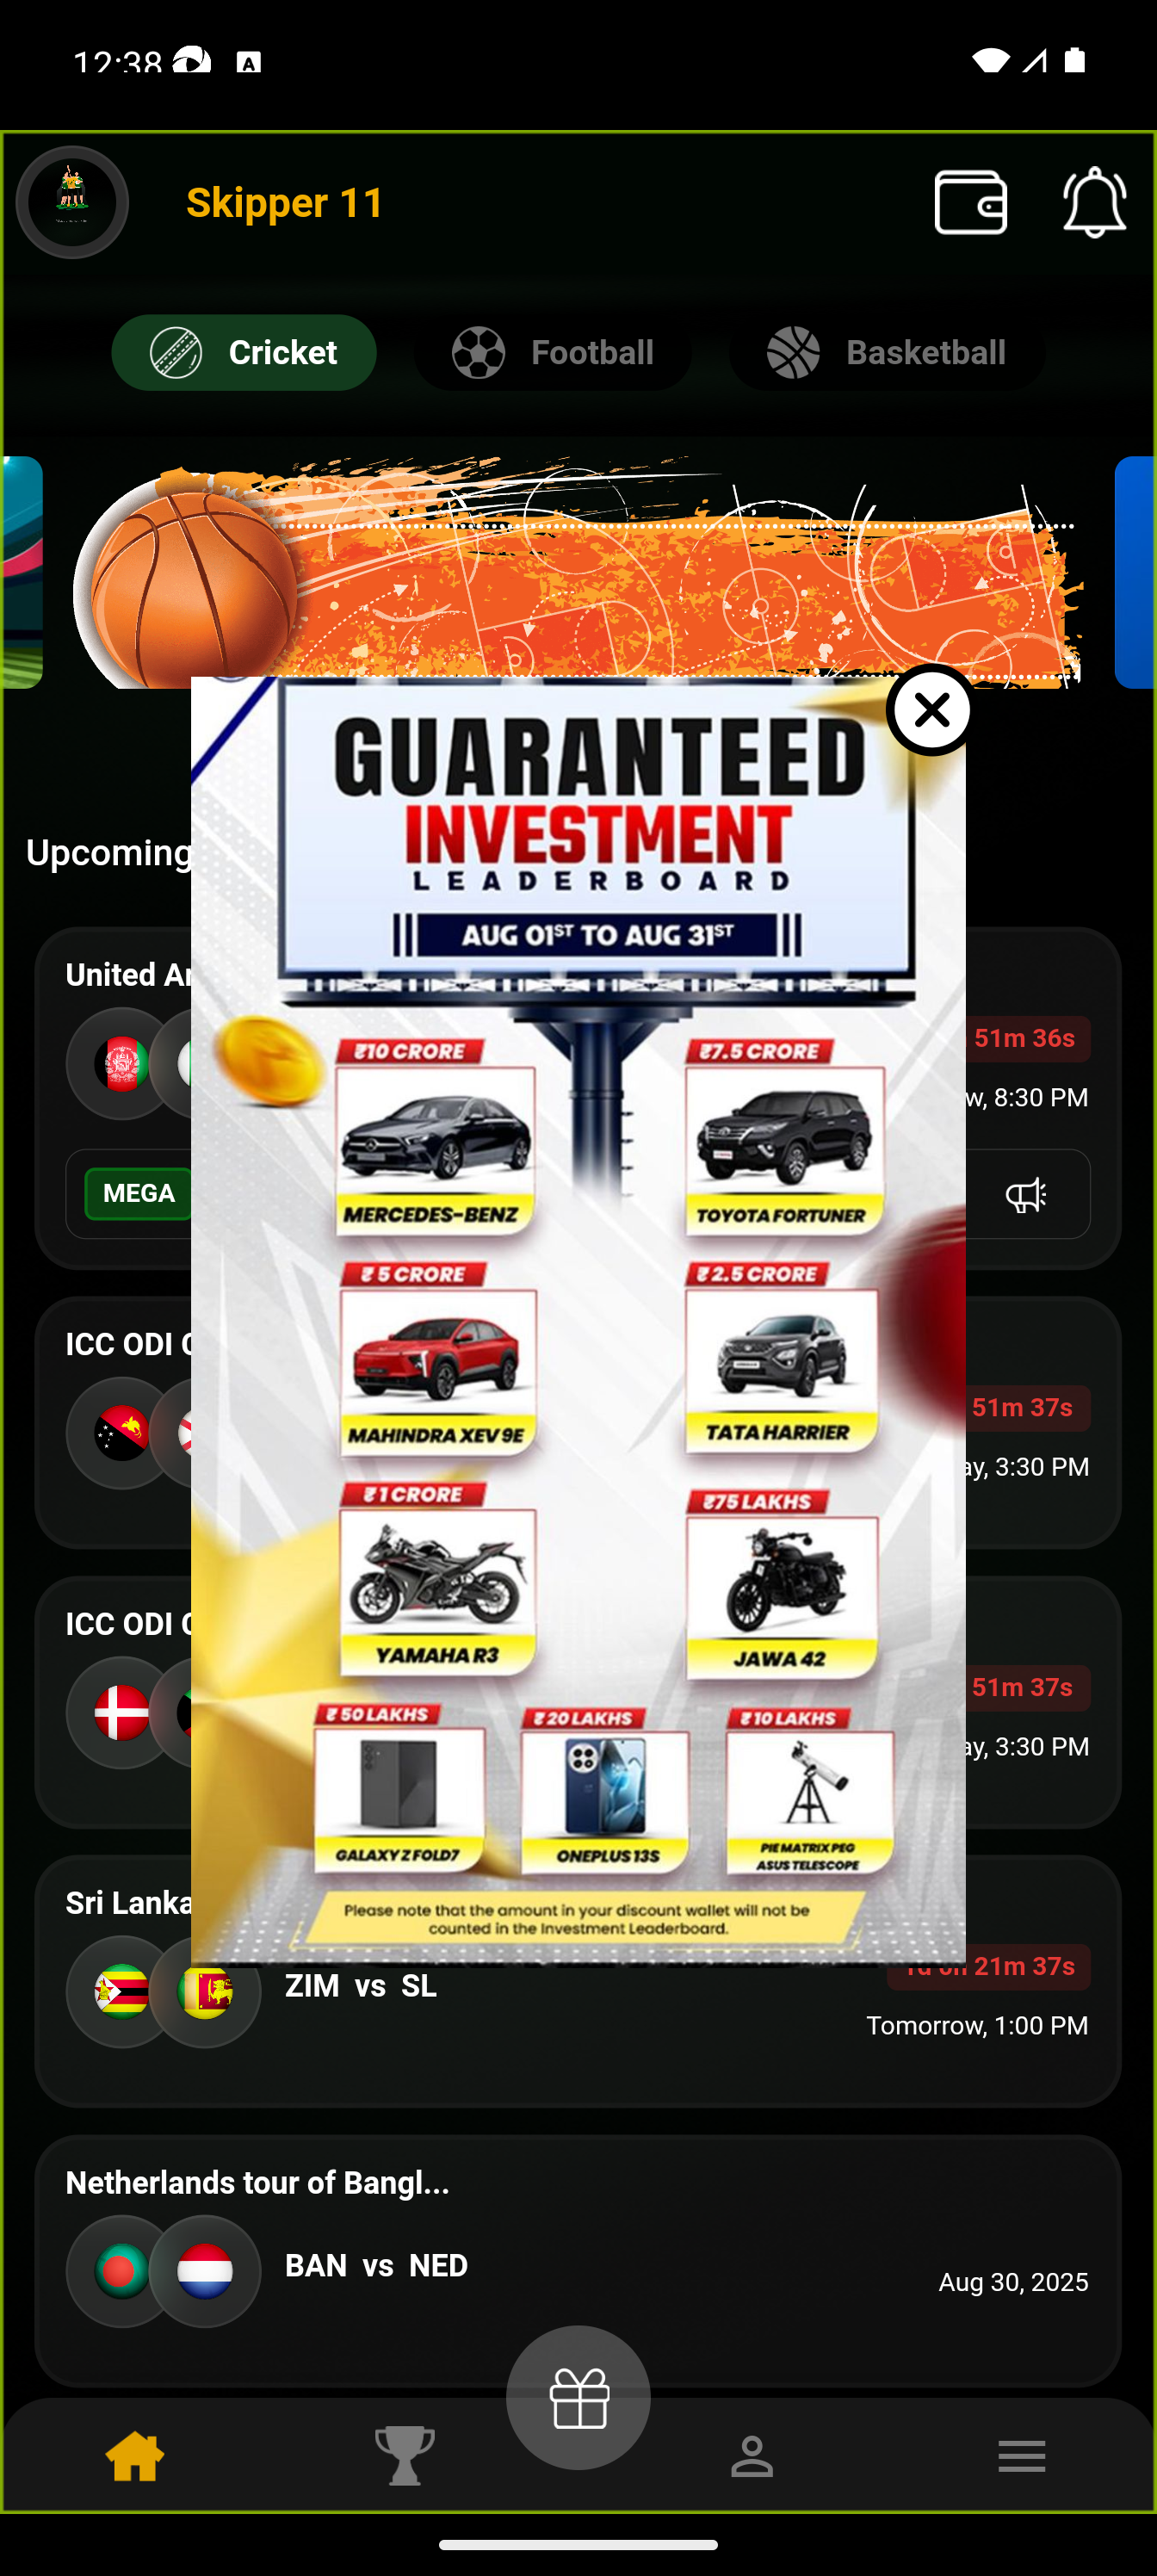 12:38
A
Skipper 11
Cricket
Football
Basketball
GUARANTEED
INVESTMENT
LEADERBOARD
AUG 01ST TO AUG 31ST
Upcoming
United Ar
51m 36s
w, 8:30 PM
MEGA
₹10 CRORE
₹7.5 CRORE
MERCEDES-BENZ
TOYOTA FORTUNER
₹ 5 CRORE
₹ 2.5 CRORE
ICC ODI C
51m 37s
ay, 3:30 PM
MAHINDRA XEV 9E
TATA HARRIER
₹ 1 CRORE
₹75 LAKHS
ICC ODI C
51m 37s
ay, 3:30 PM
YAMAHA R3
JAWA 42
₹ 50 LAKHS
₹ 20 LAKHS
₹ 10 LAKHS
GALAXY Z FOLD7
ONEPLUS 13S
PIE MATRIX PEG
ASUS TELESCOPE
Please note that the amount in your discount wallet will not be
counted in the Investment Leaderboard.
Sri Lanka
ZIM vs SL
21m 37s
Tomorrow, 1:00 PM
Netherlands tour of Bangl...
BAN vs NED
Aug 30, 2025